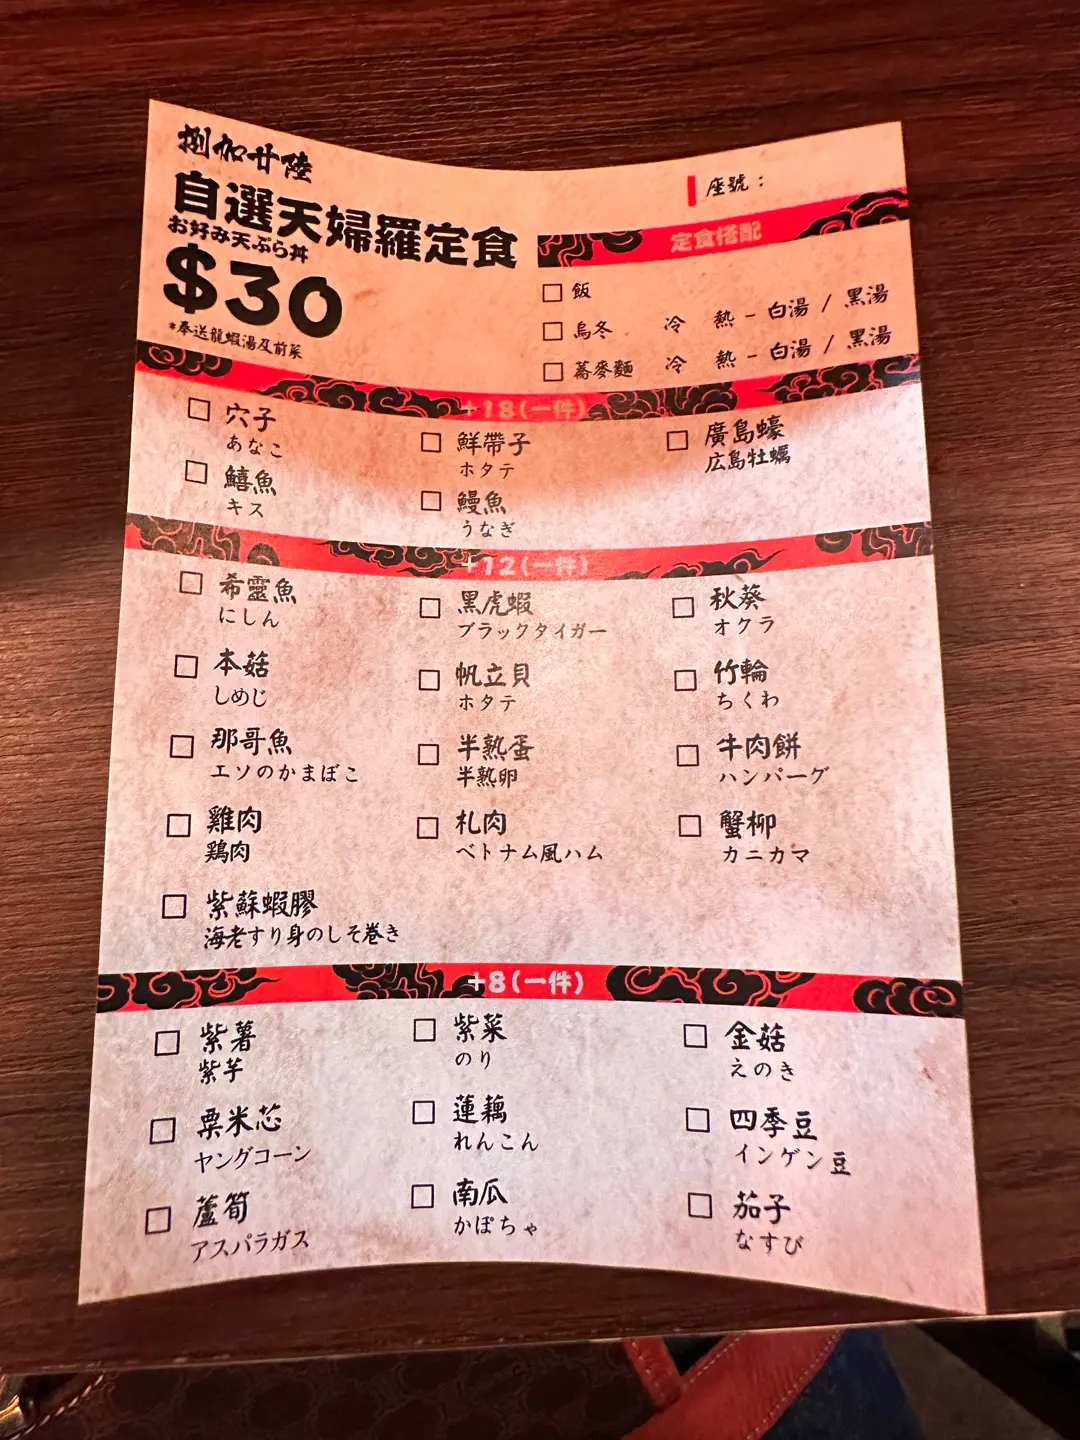 捌加廿陸
自選天婦羅定食
お好み天ぷら丼
$30
*奉送龍蝦湯及前菜
座號：
定食搭配
飯
烏冬 冷 熱 - 白湯 / 黑湯
蕎麥麵 冷 熱 - 白湯 / 黑湯
+18(一件)
穴子
あなこ
鮮帶子
ホタテ
廣島蠔
広島牡蠣
鱚魚
キス
鰻魚
うなぎ
+12(一件)
希靈魚
にしん
黑虎蝦
ブラックタイガー
秋葵
オクラ
本菇
しめじ
帆立貝
ホタテ
竹輪
ちくわ
那哥魚
エソのかまぼこ
半熟蛋
半熟卵
牛肉餅
ハンパーグ
雞肉
鶏肉
札肉
ベトナム風ハム
蟹柳
カニカマ
紫蘇蝦膠
海老すり身のしそ巻き
+8(一件)
紫薯
紫芋
紫菜
のり
金菇
えのき
粟米芯
ヤングコーン
蓮藕
れんこん
四季豆
インゲン豆
蘆筍
アスパラガス
南瓜
かぽちゃ
茄子
なすび